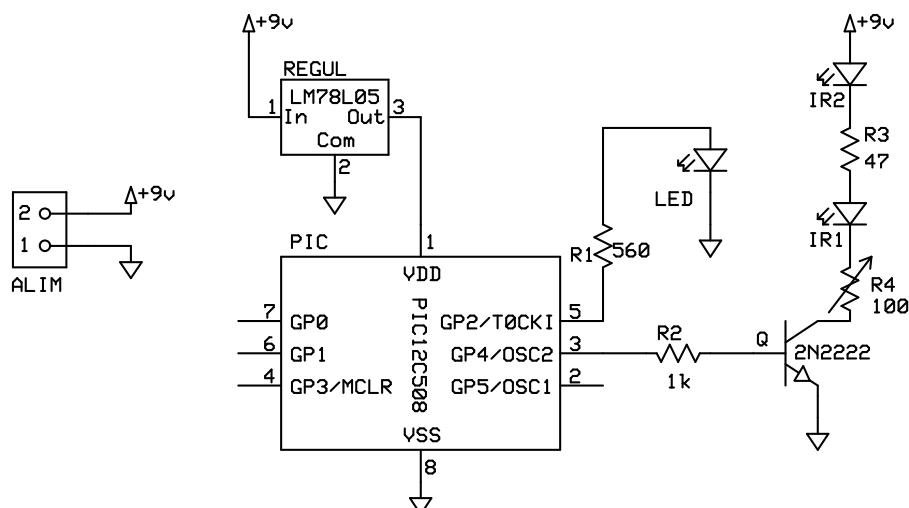 +9v
+9v
REGUL
LM78L05
1 In Out 3
Com
2
IR2
R3
47
2
+9v
1
ALIM
LED
IR1
PIC
1
R1 560
VDD
R4
100
PIC12C508
7 GP0
GP2/T0CKI 5
6 GP1
GP4/OSC2 3
R2
1k
Q
2N2222
4 GP3/MCLR
GP5/OSC1 2
VSS
8